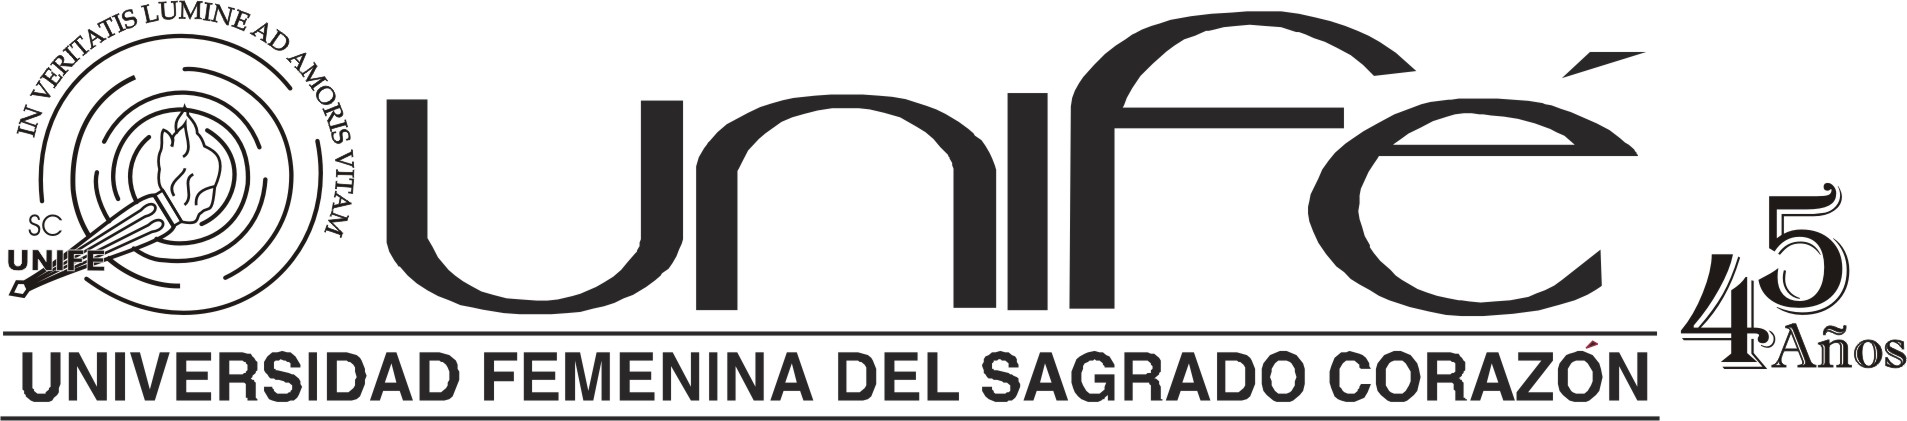 IN VERITATIS LUMINE AD AMORIS VITAM
SC
UNIFE
unifé
45
Años
UNIVERSIDAD FEMENINA DEL SAGRADO CORAZÓN